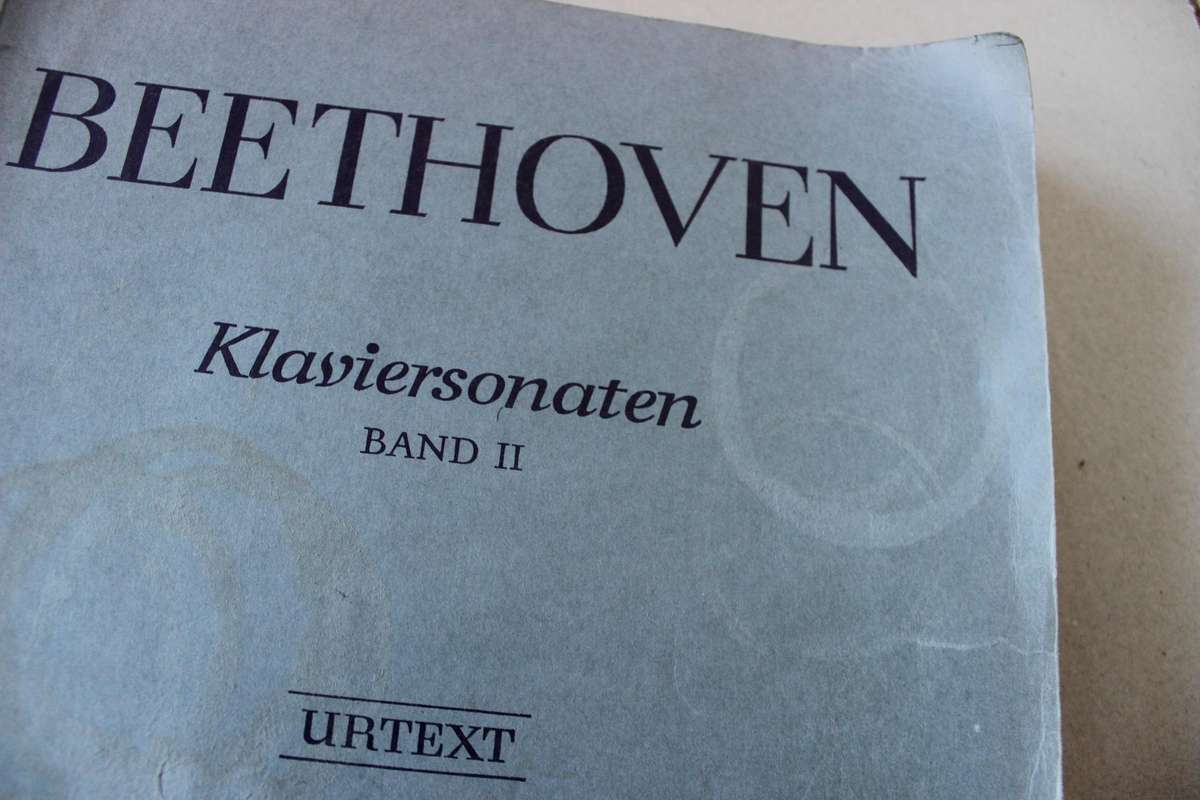 BEETHOVEN
Klaviersonaten
BAND II
URTEXT